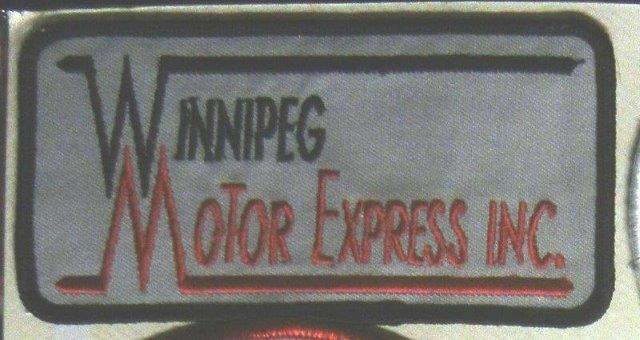 WINNIPEG
MOTOR EXPRESS INC.